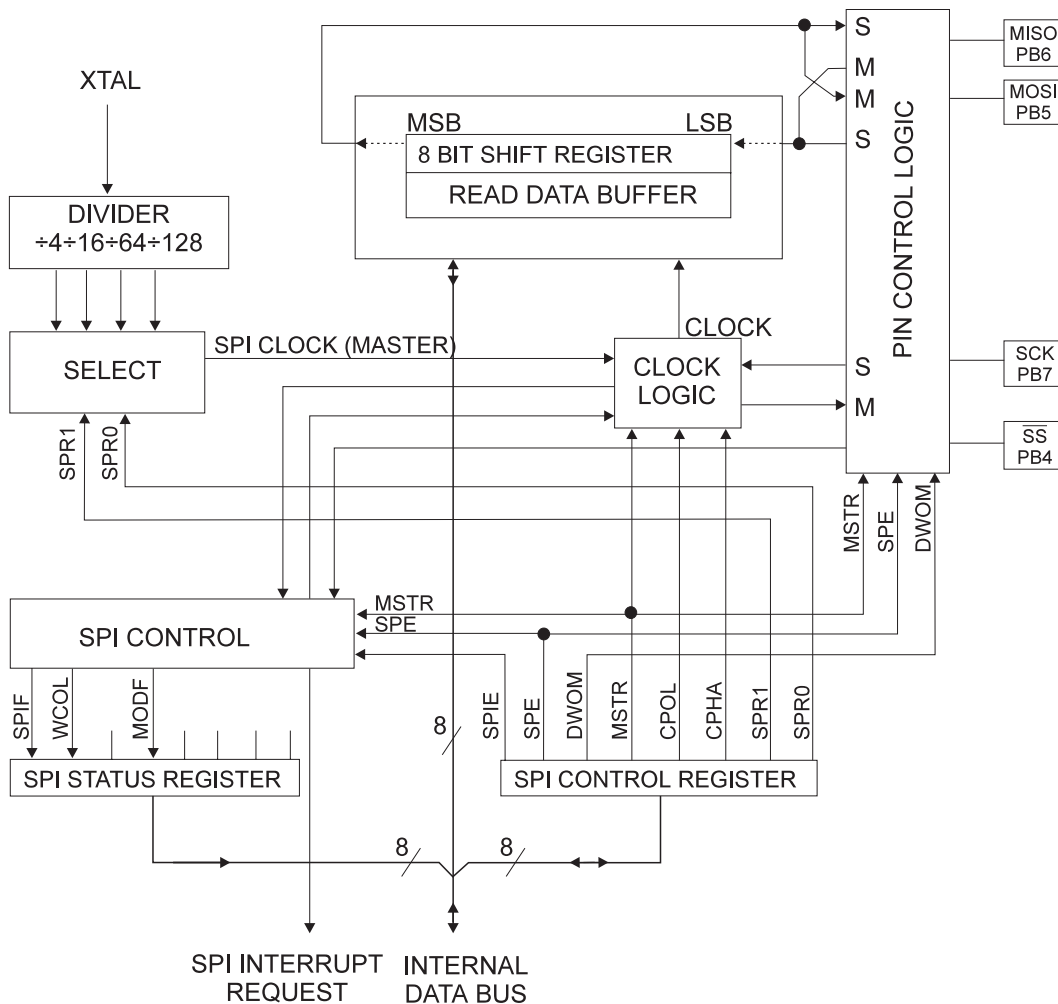 S
MISO
PB6
M
MOSI
PB5
M
XTAL
MSB
LSB
S
8 BIT SHIFT REGISTER
READ DATA BUFFER
DIVIDER
÷4÷16÷64÷128
PIN CONTROL LOGIC
CLOCK
SPI CLOCK (MASTER)
SELECT
CLOCK
LOGIC
S
SCK
PB7
M
SS
PB4
SPR1
SPR0
MSTR
SPE
DWOM
MSTR
SPE
SPI CONTROL
SPIF
WCOL
MODF
8
SPIE
SPE
DWOM
MSTR
CPOL
CPHA
SPR1
SPR0
SPI STATUS REGISTER
SPI CONTROL REGISTER
8
8
SPI INTERRUPT
REQUEST
INTERNAL
DATA BUS